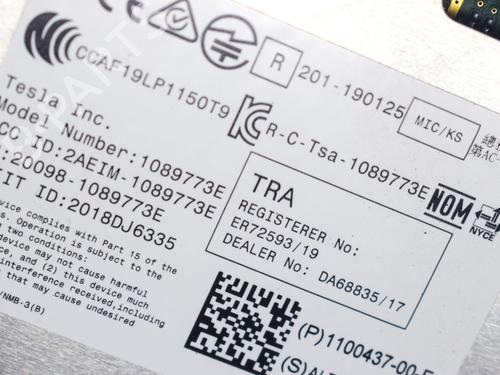 CCAF19LP1150T9
R 201-190125
MIC/KS
Tesla Inc.
R-C-Tsa-1089773E
Model Number:1089773E
CC ID:2AEIM-1089773E
:20098-1089773E
IT ID:2018DJ6335
NOM
NYCE
TRA
REGISTERER No:
ER72593/19
DEALER No: DA68835/17
device complies with Part 15 of the
Operation is subject to the
two conditions:
device may not cause harmful
and (2) this device must
interference received, including
that may cause undesired
/NMB-3(B)
(P)1100437-00-E